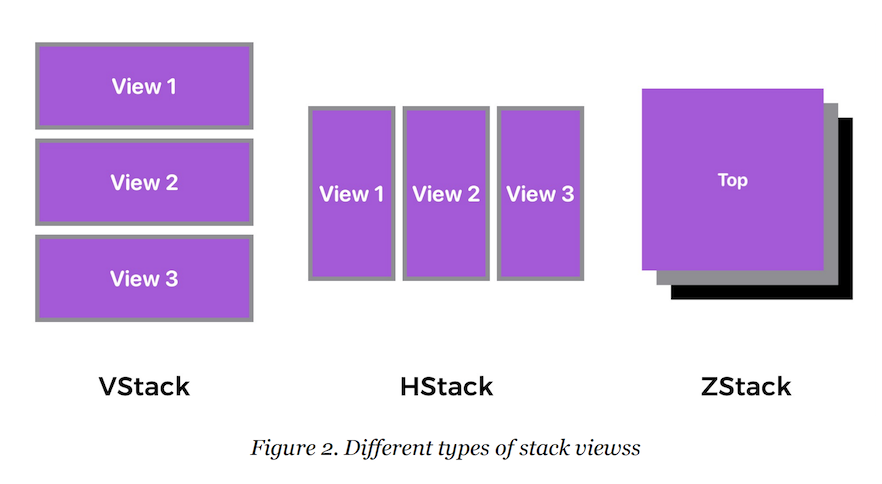 View 1
View 2
View 3
View 1 View 2 View 3
Top
VStack
HStack
ZStack
Figure 2. Different types of stack viewss